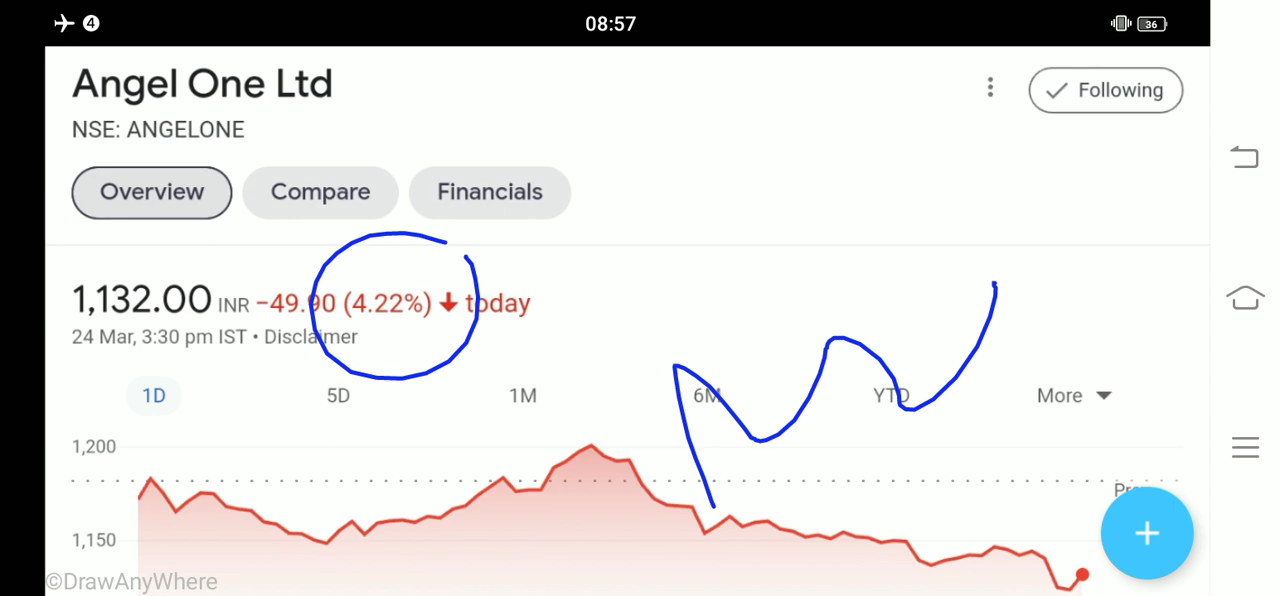 4 08:57 36
Angel One Ltd
Following
NSE: ANGELONE
Overview Compare Financials
1,132.00 INR −49.90 (4.22%) today
24 Mar, 3:30 pm IST • Disclaimer
1D 5D 1M 6M YTD More
1,200
1,150
©DrawAnyWhere